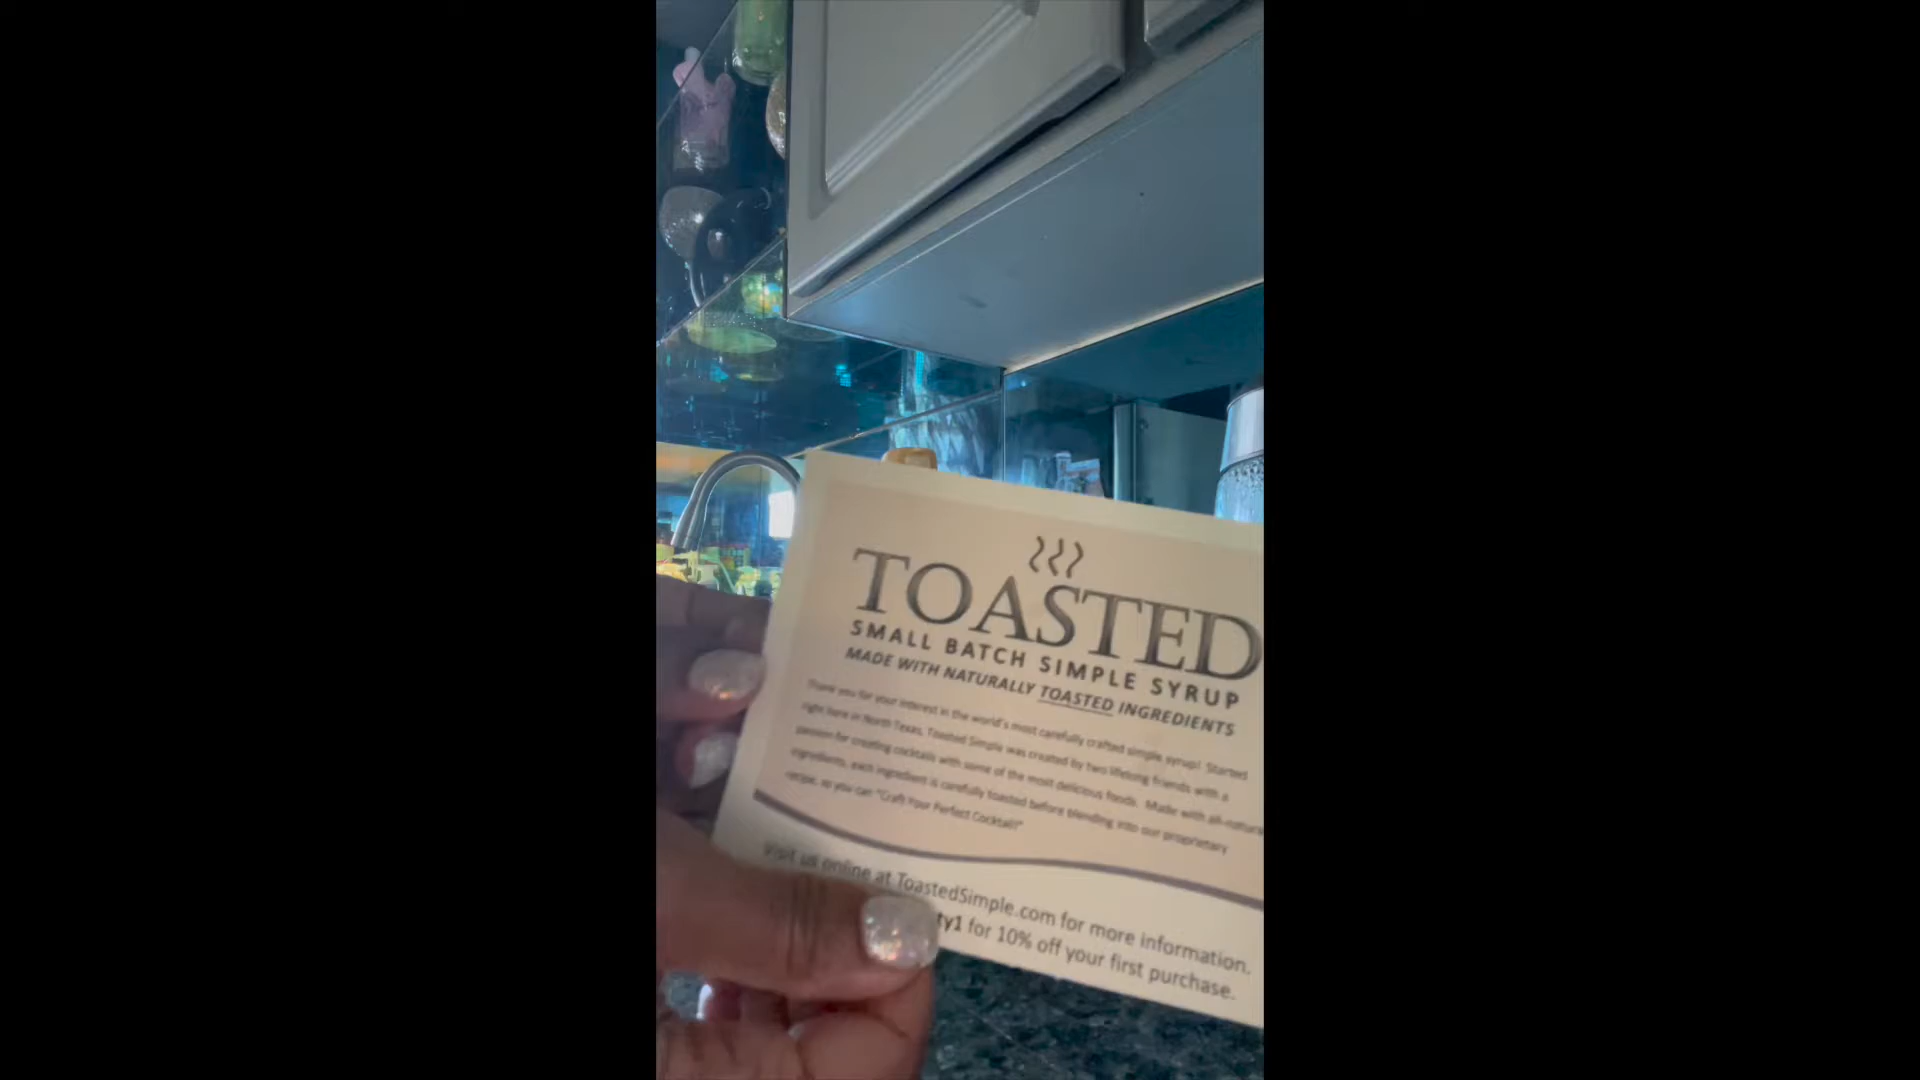 TOASTED
SMALL BATCH SIMPLE SYRUP
MADE WITH NATURALLY TOASTED INGREDIENTS
Thank you for your interest in the world's most carefully crafted simple syrup! Started
right here in North Texas, Toasted Simple was created by two lifelong friends with a
passion for creating cocktails with some of the most delicious foods. Made with all-natura
ingredients, each ingredient is carefully toasted before blending into our proprietary
recipe, so you can "Craft Your Perfect Cocktail!"
Visit us online at ToastedSimple.com for more information.
ty1 for 10% off your first purchase.